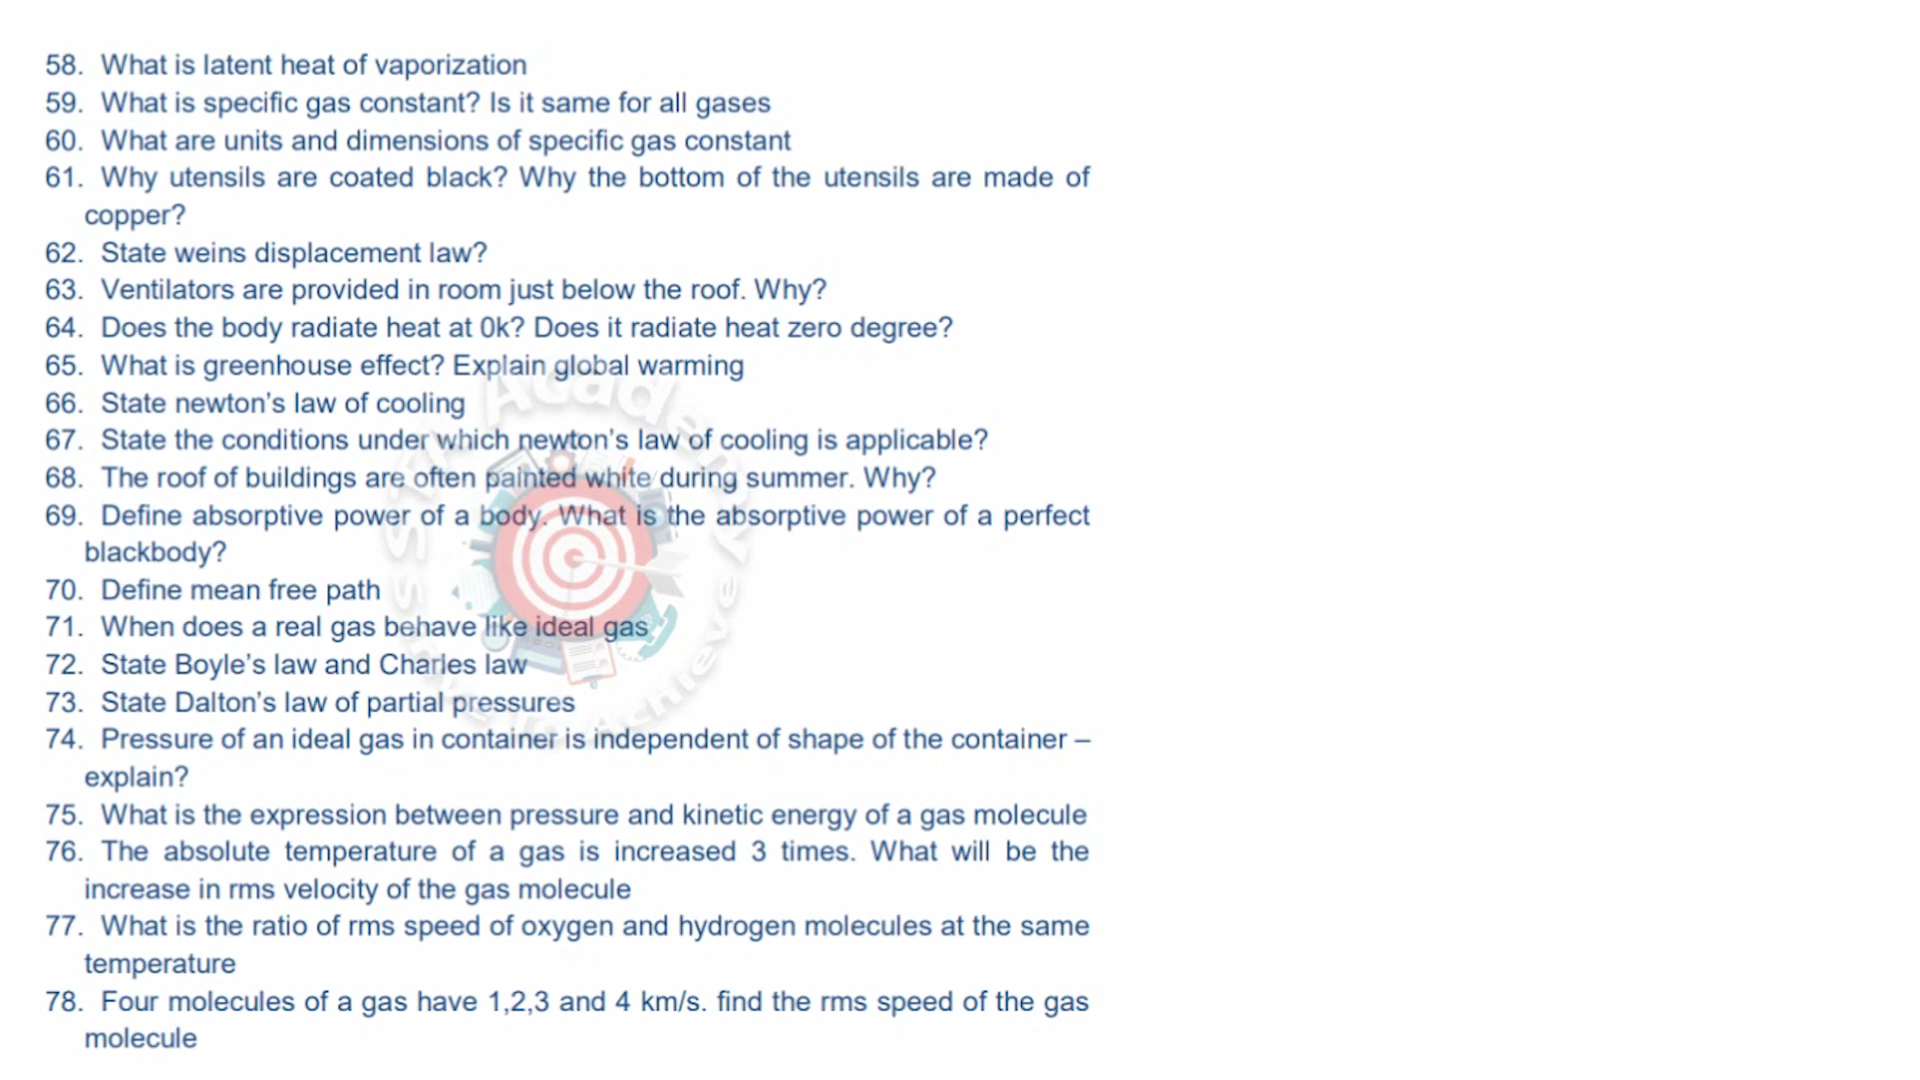 58. What is latent heat of vaporization
59. What is specific gas constant? Is it same for all gases
60. What are units and dimensions of specific gas constant
61. Why utensils are coated black? Why the bottom of the utensils are made of
copper?
62. State weins displacement law?
63. Ventilators are provided in room just below the roof. Why?
64. Does the body radiate heat at 0k? Does it radiate heat zero degree?
65. What is greenhouse effect? Explain global warming
66. State newton’s law of cooling
67. State the conditions under which newton’s law of cooling is applicable?
68. The roof of buildings are often painted white during summer. Why?
69. Define absorptive power of a body. What is the absorptive power of a perfect
blackbody?
70. Define mean free path
71. When does a real gas behave like ideal gas
72. State Boyle’s law and Charles law
73. State Dalton’s law of partial pressures
74. Pressure of an ideal gas in container is independent of shape of the container –
explain?
75. What is the expression between pressure and kinetic energy of a gas molecule
76. The absolute temperature of a gas is increased 3 times. What will be the
increase in rms velocity of the gas molecule
77. What is the ratio of rms speed of oxygen and hydrogen molecules at the same
temperature
78. Four molecules of a gas have 1,2,3 and 4 km/s. find the rms speed of the gas
molecule
Academy